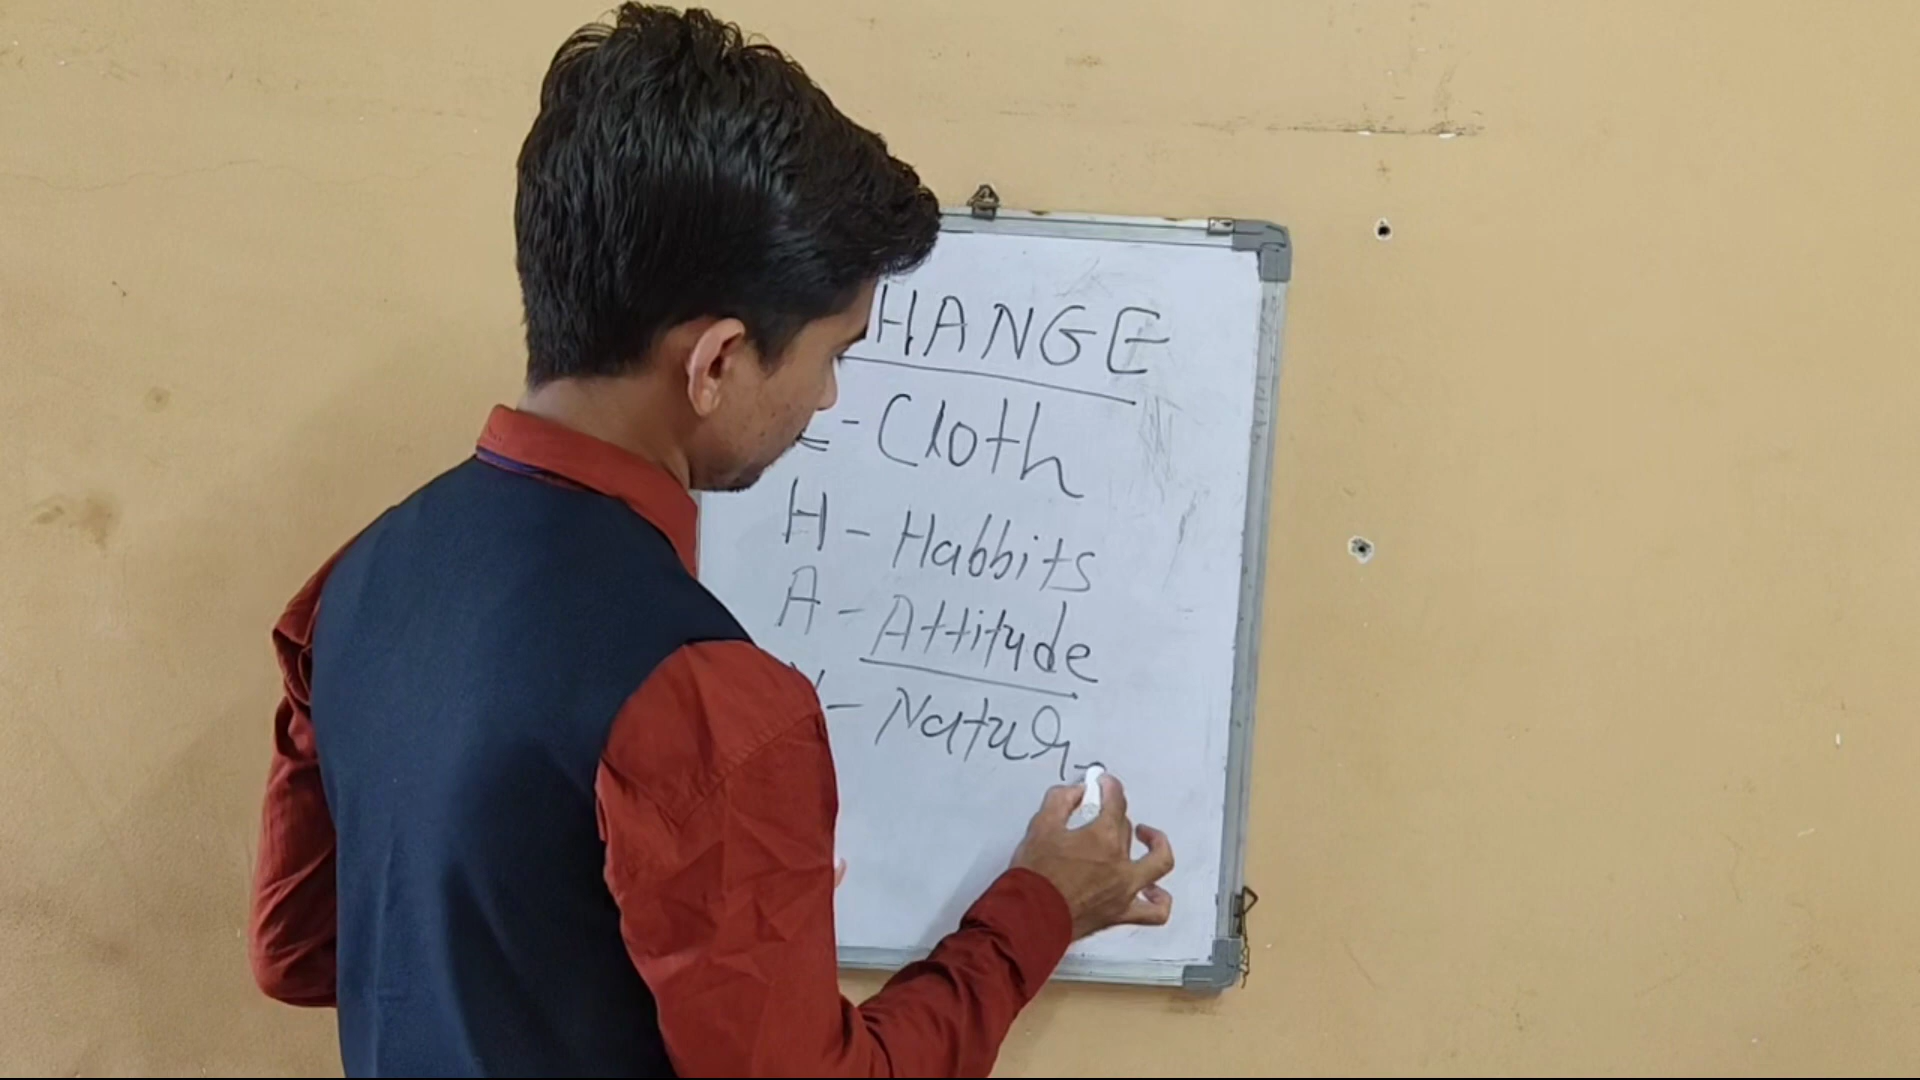 HANGE
C - Cloth
H - Habbits
A - Attitude
N - Natur